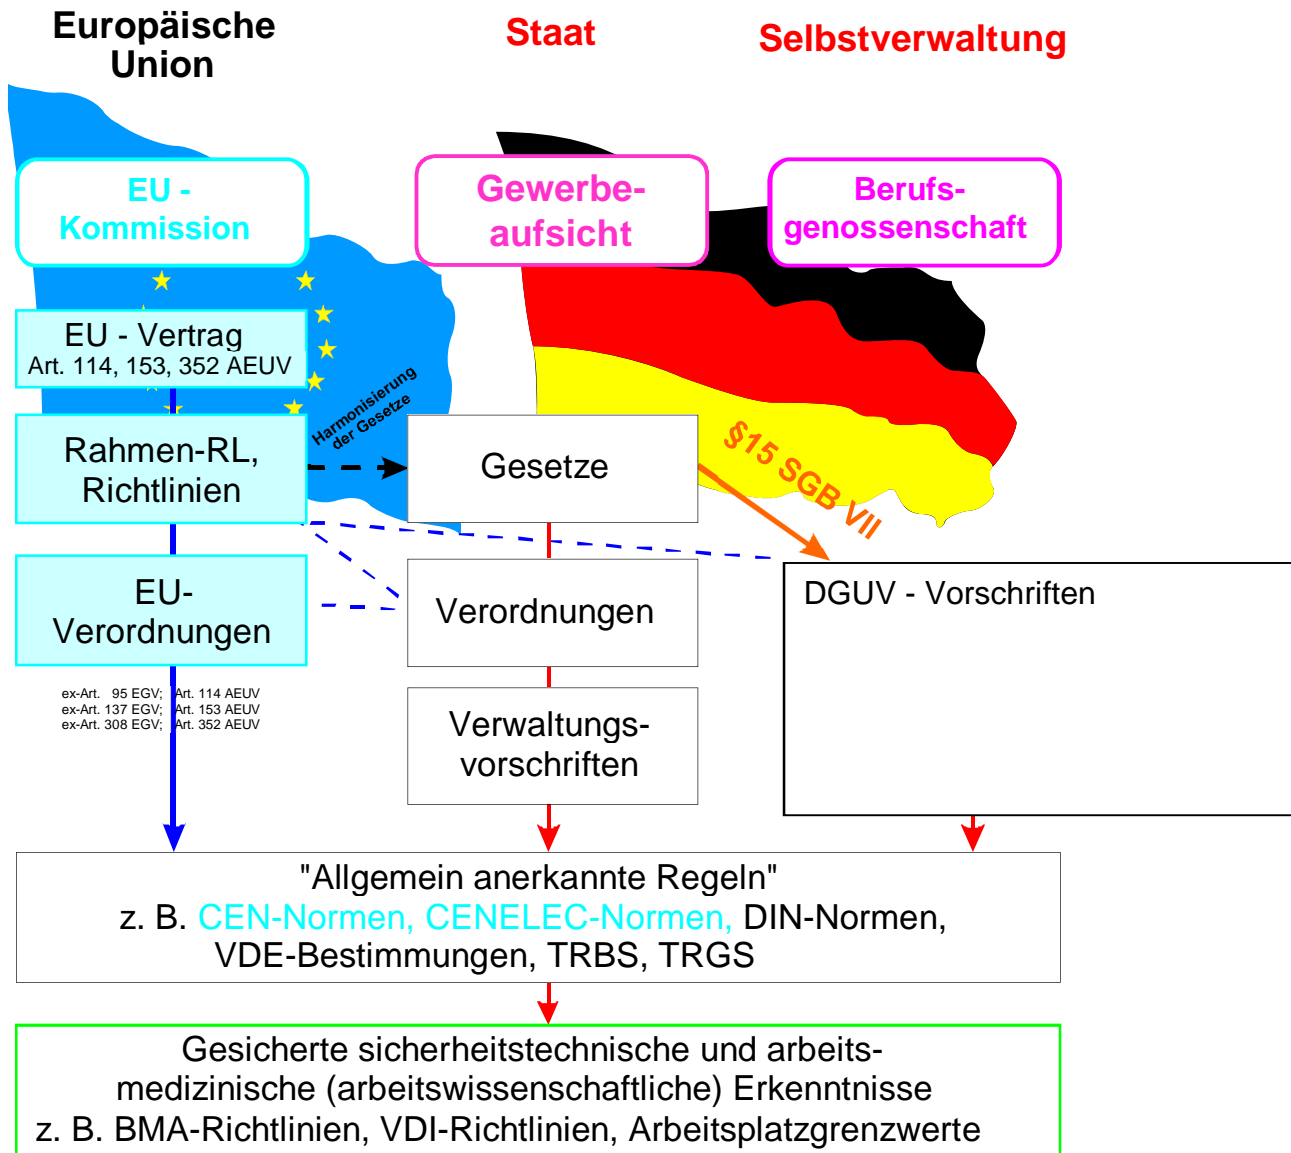 Europäische
Union
Staat
Selbstverwaltung
EU -
Kommission
Gewerbe-
aufsicht
Berufs-
genossenschaft
EU - Vertrag
Art. 114, 153, 352 AEUV
Harmonisierung
der Gesetze
Rahmen-RL,
Richtlinien
Gesetze
§15 SGB VII
EU-
Verordnungen
Verordnungen
DGUV - Vorschriften
ex-Art. 95 EGV; Art. 114 AEUV
ex-Art. 137 EGV; Art. 153 AEUV
ex-Art. 308 EGV; Art. 352 AEUV
Verwaltungs-
vorschriften
"Allgemein anerkannte Regeln"
z. B. CEN-Normen, CENELEC-Normen, DIN-Normen,
VDE-Bestimmungen, TRBS, TRGS
Gesicherte sicherheitstechnische und arbeits-
medizinische (arbeitswissenschaftliche) Erkenntnisse
z. B. BMA-Richtlinien, VDI-Richtlinien, Arbeitsplatzgrenzwerte